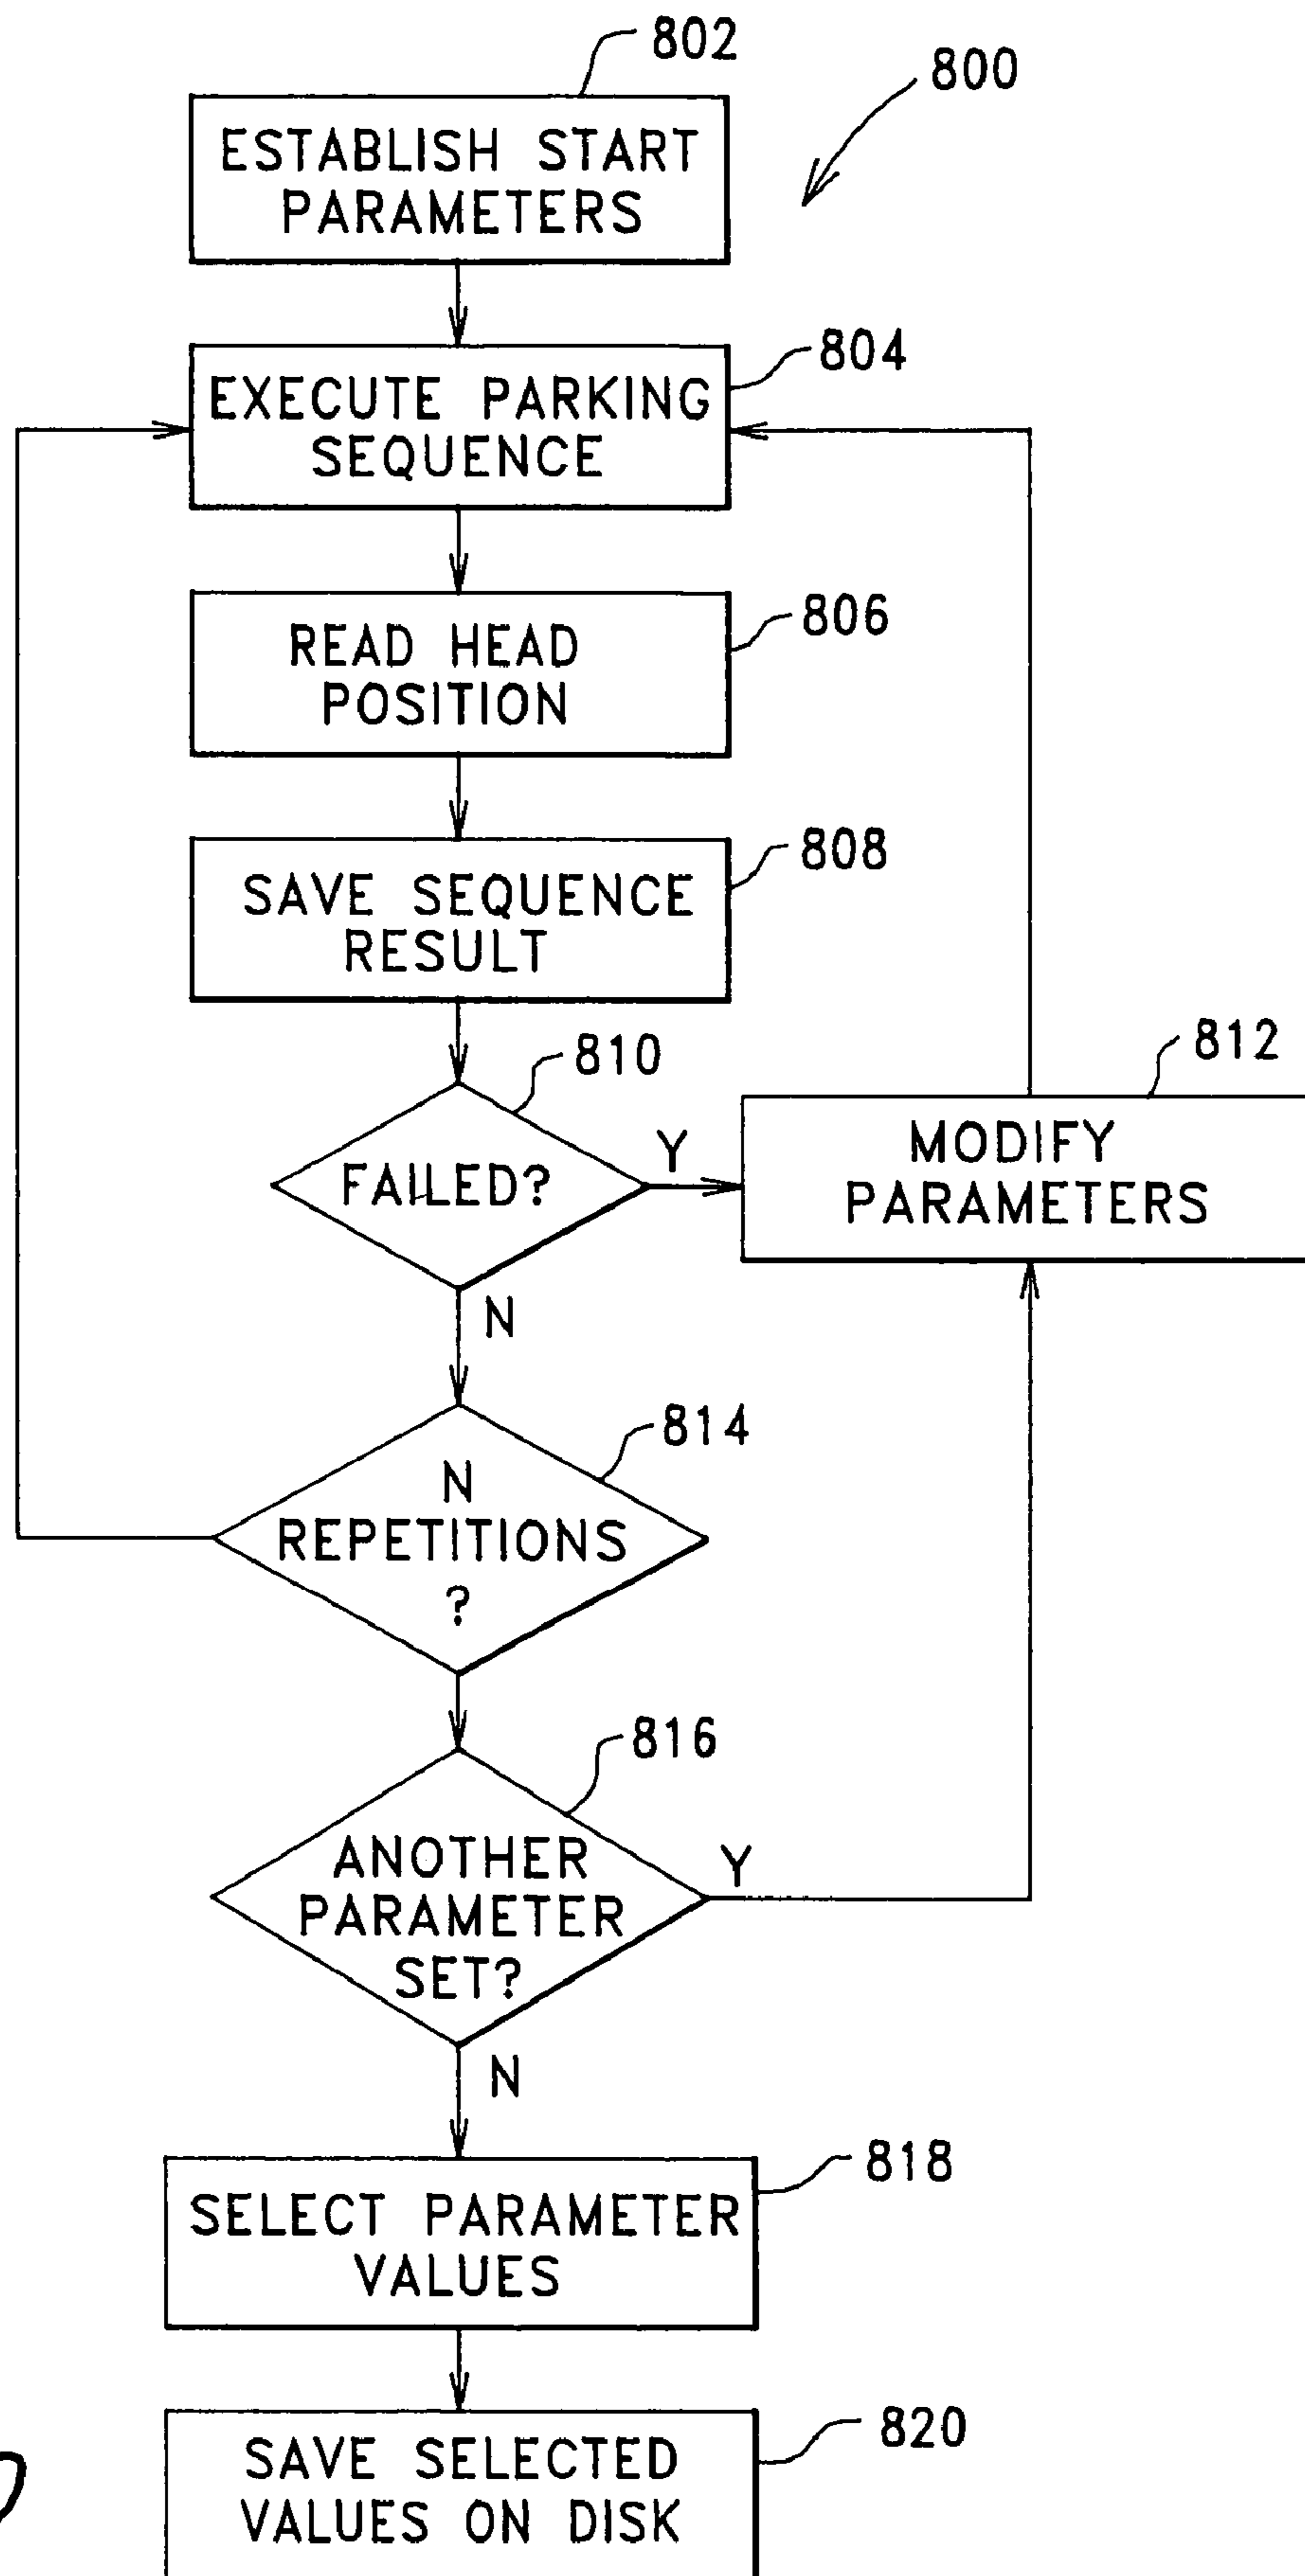 802
800
ESTABLISH START
PARAMETERS
804
EXECUTE PARKING
SEQUENCE
806
READ HEAD
POSITION
808
SAVE SEQUENCE
RESULT
810
FAILED?
Y
812
MODIFY
PARAMETERS
N
814
N
REPETITIONS
?
816
ANOTHER
PARAMETER
SET?
Y
N
818
SELECT PARAMETER
VALUES
820
SAVE SELECTED
VALUES ON DISK